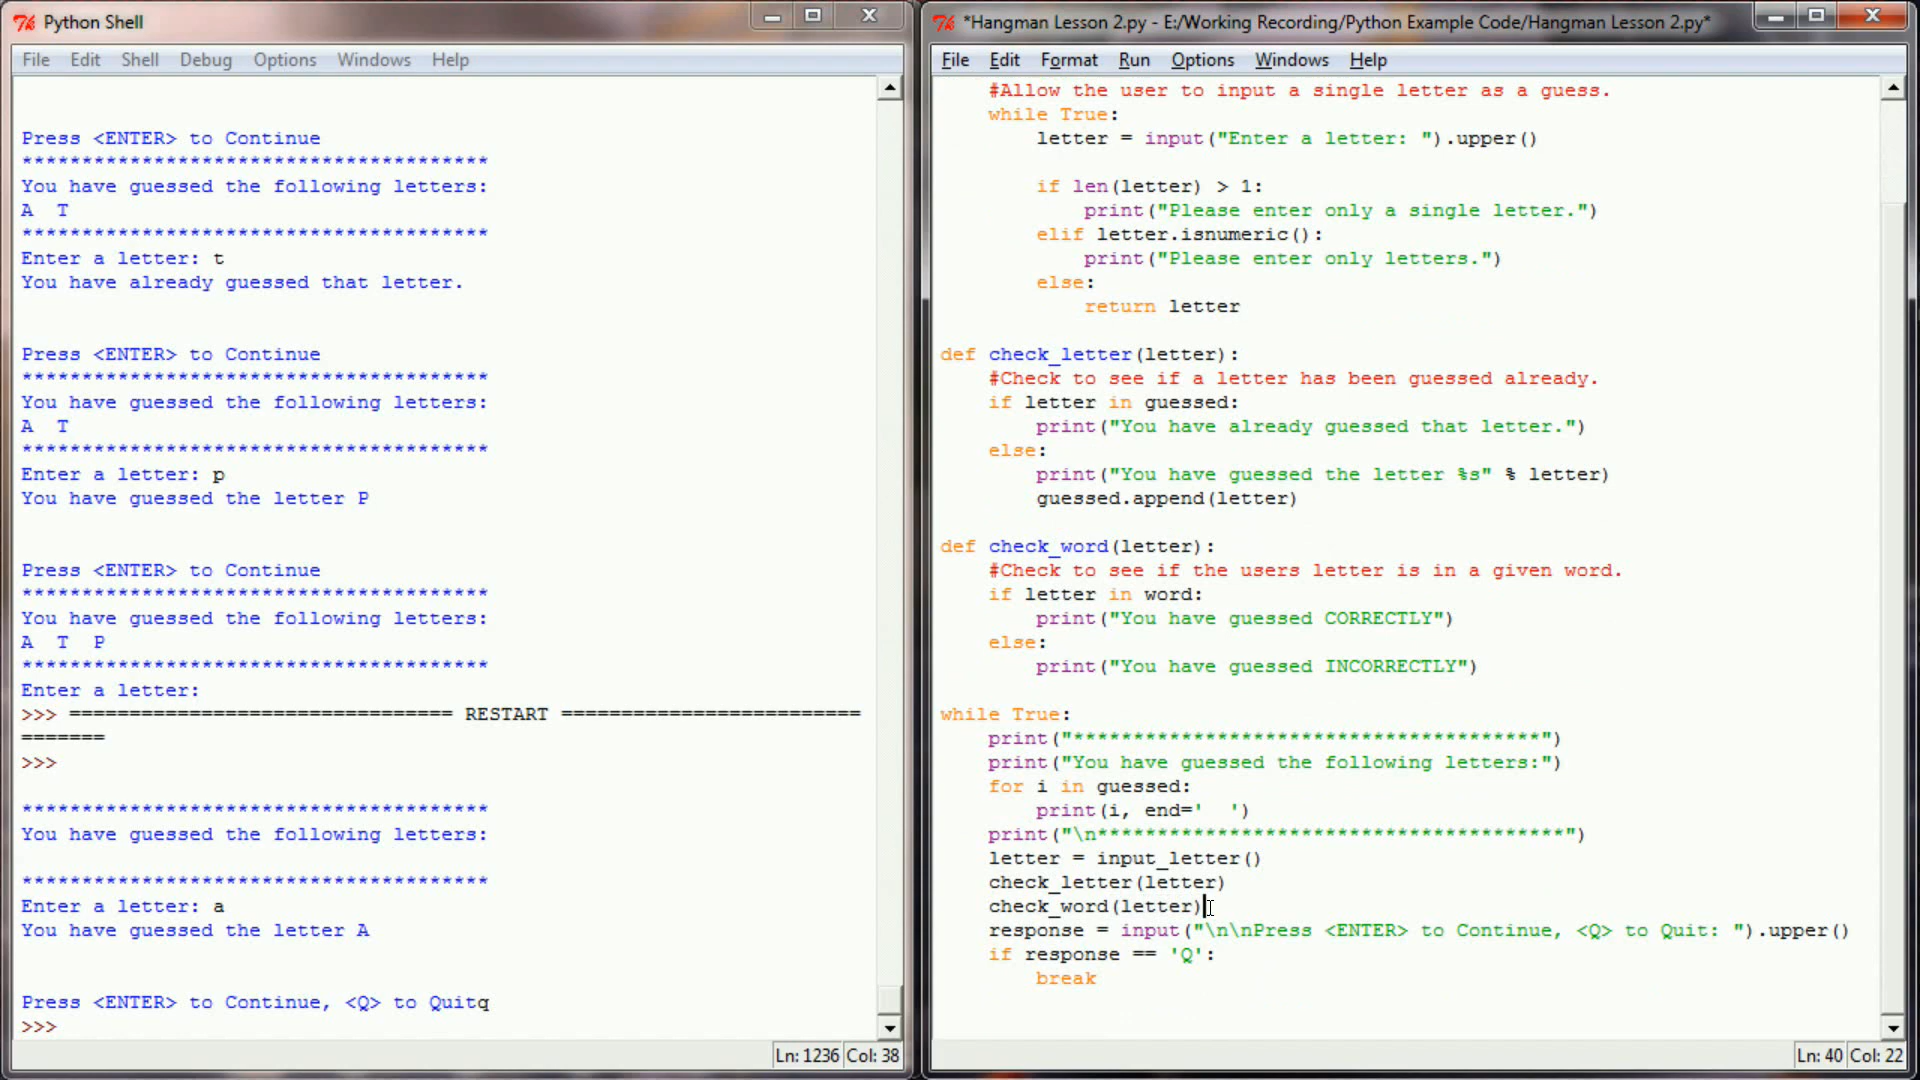 Python Shell
File Edit Shell Debug Options Windows Help
Press <ENTER> to Continue
***************************************
You have guessed the following letters:
A  T
***************************************
Enter a letter: t
You have already guessed that letter.
Press <ENTER> to Continue
***************************************
You have guessed the following letters:
A  T
***************************************
Enter a letter: p
You have guessed the letter P
Press <ENTER> to Continue
***************************************
You have guessed the following letters:
A  T  P
***************************************
Enter a letter:
>>> ================================ RESTART =========================
=======
>>>
***************************************
You have guessed the following letters:
***************************************
Enter a letter: a
You have guessed the letter A
Press <ENTER> to Continue, <Q> to Quitq
>>>
Ln: 1236 Col: 38
*Hangman Lesson 2.py - E:/Working Recording/Python Example Code/Hangman Lesson 2.py*
File Edit Format Run Options Windows Help
#Allow the user to input a single letter as a guess.
while True:
letter = input("Enter a letter: ").upper()
if len(letter) > 1:
print("Please enter only a single letter.")
elif letter.isnumeric():
print("Please enter only letters.")
else:
return letter
def check_letter(letter):
#Check to see if a letter has been guessed already.
if letter in guessed:
print("You have already guessed that letter.")
else:
print("You have guessed the letter %s" % letter)
guessed.append(letter)
def check_word(letter):
#Check to see if the users letter is in a given word.
if letter in word:
print("You have guessed CORRECTLY")
else:
print("You have guessed INCORRECTLY")
while True:
print("***************************************")
print("You have guessed the following letters:")
for i in guessed:
print(i, end='  ')
print("\n***************************************")
letter = input_letter()
check_letter(letter)
check_word(letter)
response = input("\n\nPress <ENTER> to Continue, <Q> to Quit: ").upper()
if response == 'Q':
break
Ln: 40 Col: 22